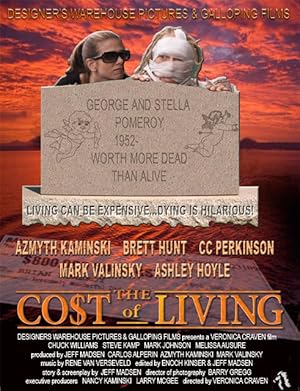 DESIGNER'S WAREHOUSE PICTURES & GALLOPING FILMS
GEORGE AND STELLA
POMEROY
1952-
WORTH MORE DEAD
THAN ALIVE
LIVING CAN BE EXPENSIVE...DYING IS HILARIOUS!
AZMYTH KAMINSKI BRETT HUNT CC PERKINSON
MARK VALINSKY ASHLEY HOYLE
THE
CO$T of LIVING
DESIGNERS WAREHOUSE PICTURES & GALLOPING FILMS presents a VERONICA CRAVEN film
CHUCK WILLIAMS STEVE KAMP MARK JOHNSON MELISSA AUSURE
produced by JEFF MADSEN CARLOS ALFERIN AZMYTH KAMINSKI MARK VALINSKY
music by RENE VAN VERSEVELD edited by ENOCH KINSER & JEFF MADSEN
story & screenplay by JEFF MADSEN director of photography BARRY GREGG
executive producers NANCY KAMINSKI LARRY MCGEE directed by VERONICA CRAVEN